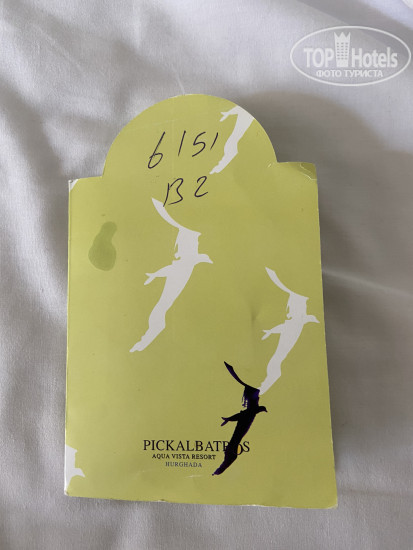 TOP Hotels
ФОТО ТУРИСТА
6151
B2
PICKALBATROS
AQUA VISTA RESORT
HURGHADA